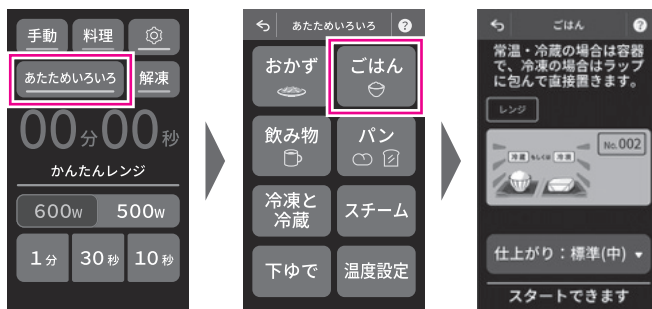 手動 料理
あたためいろいろ 解凍
00分00秒
かんたんレンジ
600W 500W
1分 30秒 10秒
あたためいろいろ ?
おかず ごはん
飲み物 パン
冷凍と
冷蔵
スチーム
下ゆで 温度設定
ごはん ?
常温・冷蔵の場合は容器
で、冷凍の場合はラップ
に包んで直接置きます。
レンジ
No.002
冷蔵 もしくは 冷凍
仕上がり：標準(中)
スタートできます